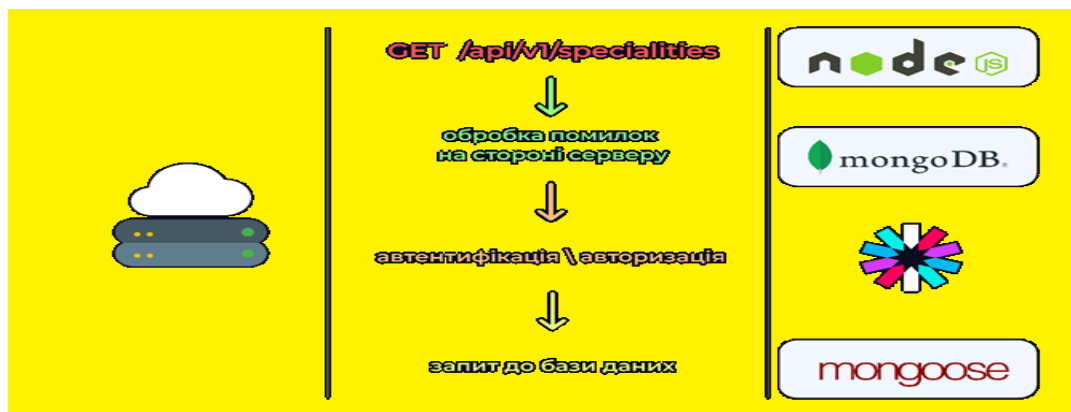 GET /api/v1/specialities
обробка помилок
на стороні серверу
автентифікація \ авторизація
запит до бази даних
node JS
mongoDB.
mongoose